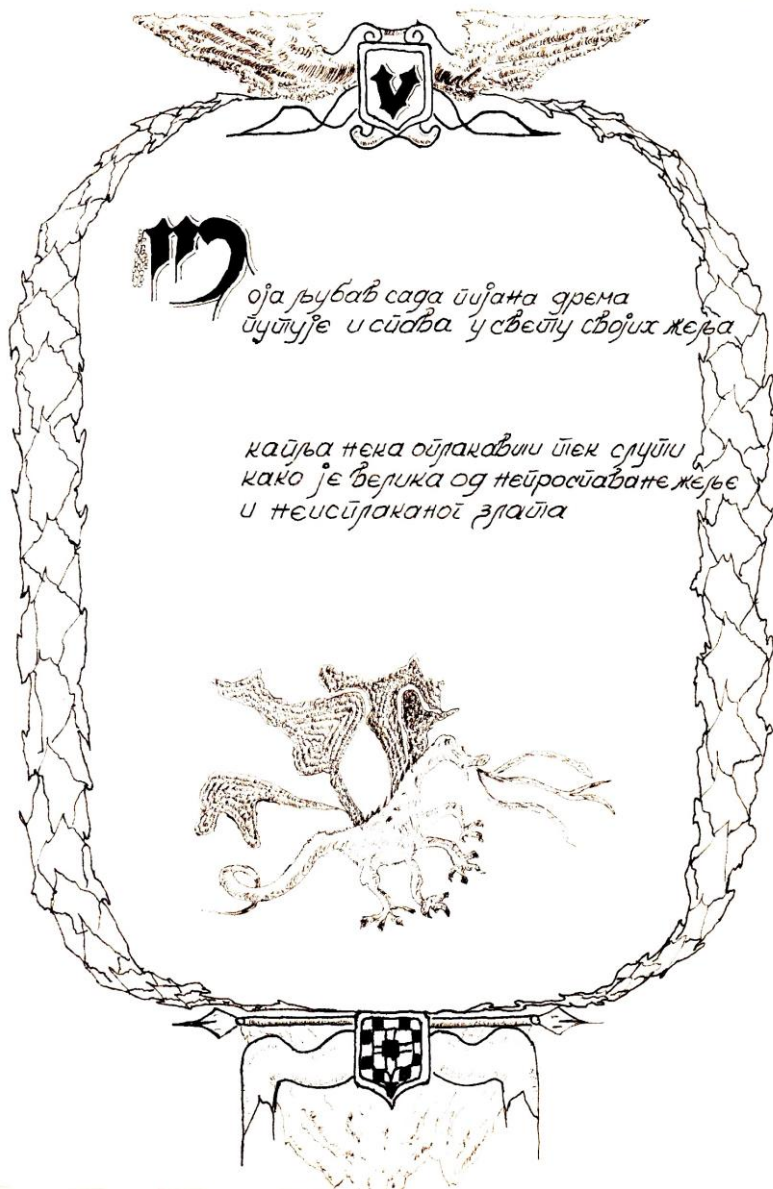 V
Моја љубав сада пијана дрема
путује и спава у свету својих жеља
капља нека оплакавши тек слути
како је велика од непроспаване жеље
и неисплаканог злата